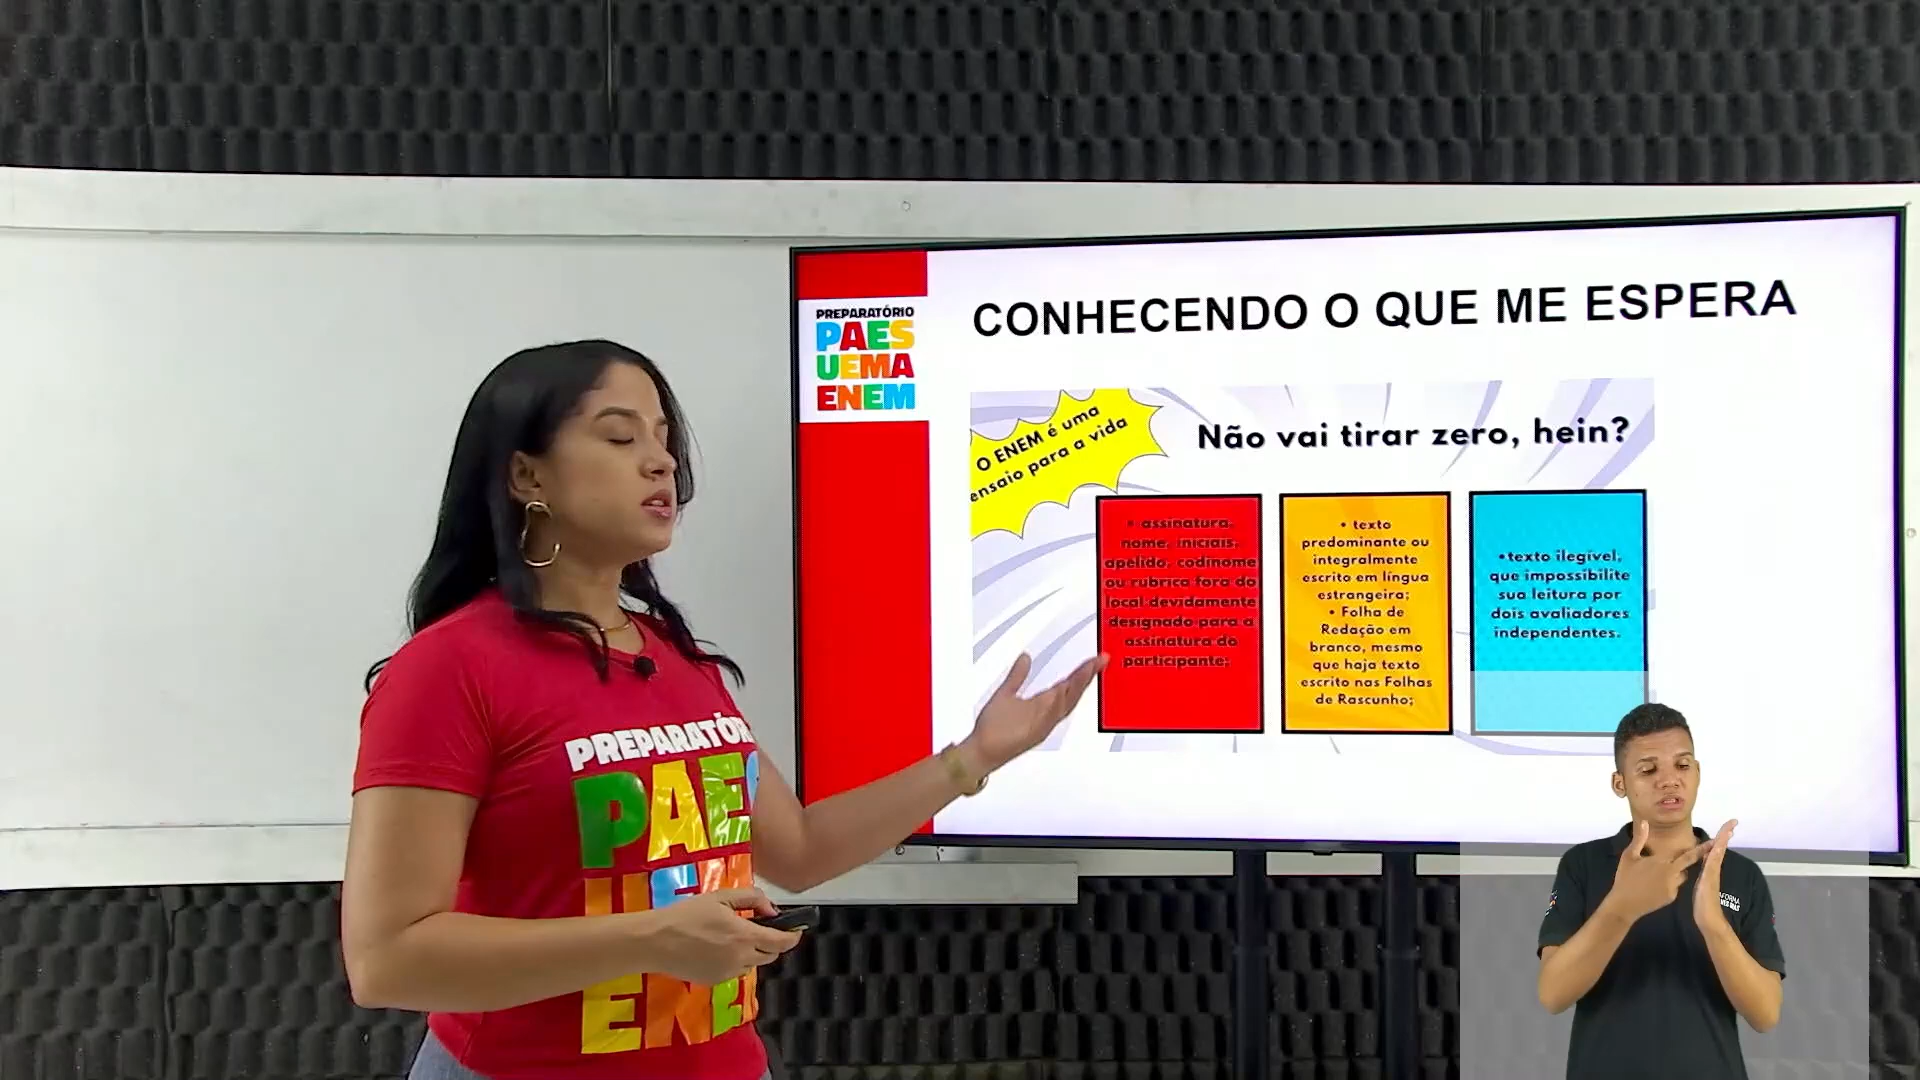 CONHECENDO O QUE ME ESPERA
PREPARATÓRIO
PAES
UEMA
ENEM
O ENEM é uma
ensaio para a vida
Não vai tirar zero, hein?
• assinatura,
nome, iniciais,
apelido, codinome
ou rubrica fora do
local devidamente
designado para a
assinatura do
participante;
• texto
predominante ou
integralmente
escrito em língua
estrangeira;
• Folha de
Redação em
branco, mesmo
que haja texto
escrito nas Folhas
de Rascunho;
•texto ilegível,
que impossibilite
sua leitura por
dois avaliadores
independentes.
PREPARATÓR
PAES
UEM
ENE